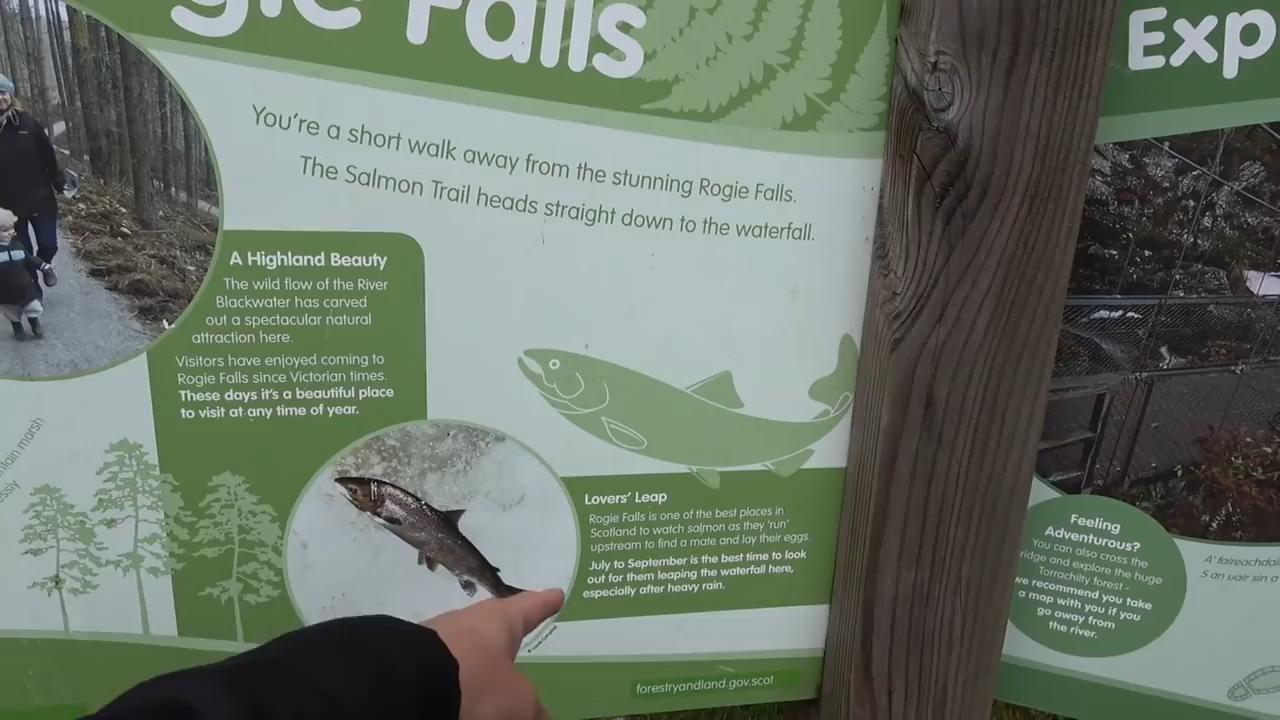 gie Falls
You're a short walk away from the stunning Rogie Falls.
The Salmon Trail heads straight down to the waterfall.
A Highland Beauty
The wild flow of the River
Blackwater has carved
out a spectacular natural
attraction here.
Visitors have enjoyed coming to
Rogie Falls since Victorian times.
These days it's a beautiful place
to visit at any time of year.
marsh
Lovers' Leap
Rogie Falls is one of the best places in
Scotland to watch salmon as they 'run'
upstream to find a mate and lay their eggs.
July to September is the best time to look
out for them leaping the waterfall here,
especially after heavy rain.
forestryandland.gov.scot
Exp
Feeling
Adventurous?
You can also cross the
ridge and explore the huge
Torrachilty forest -
we recommend you take
a map with you if you
go away from
the river.
A' faireachdai
S an uair sin a